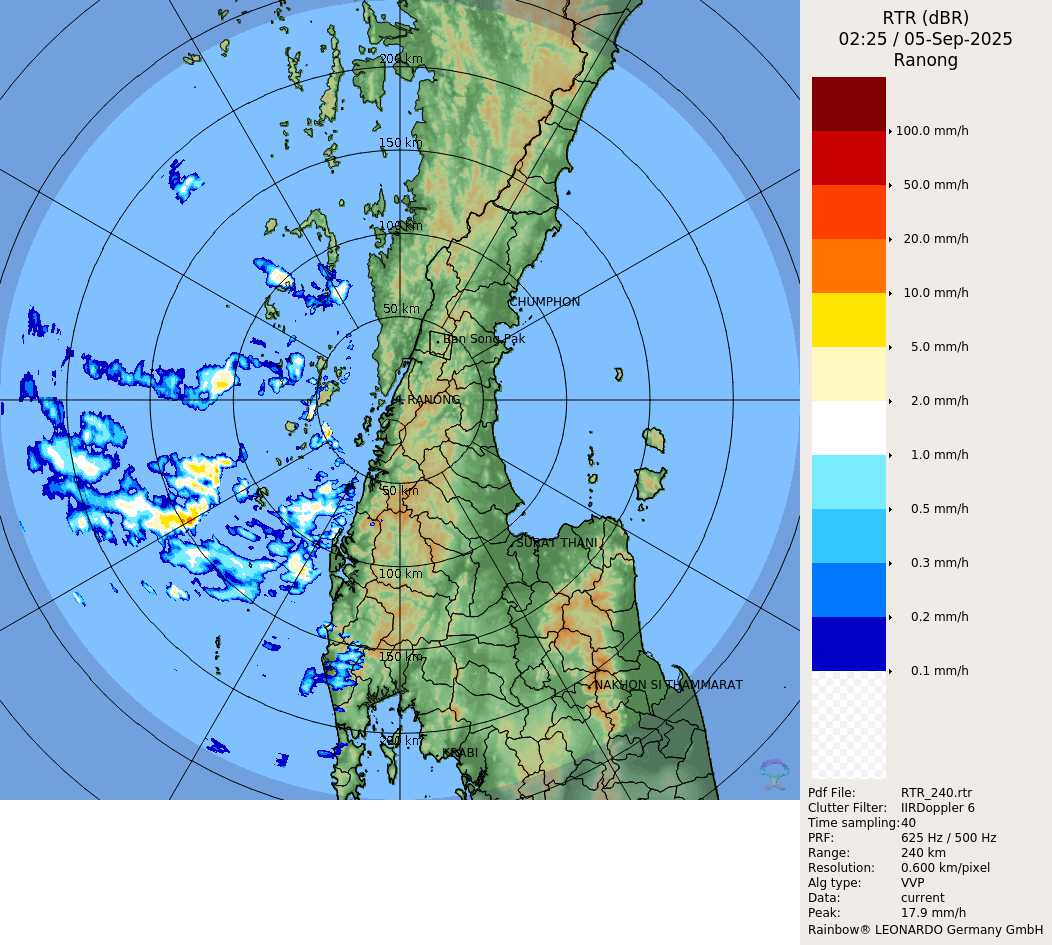 RTR (dBR)
02:25 / 05-Sep-2025
Ranong
200 km
150 km
100 km
50 km
CHUMPHON
Ban Song Pak
RANONG
50 km
SURAT THANI
100 km
150 km
NAKHON SI THAMMARAT
200 km
KRABI
100.0 mm/h
50.0 mm/h
20.0 mm/h
10.0 mm/h
5.0 mm/h
2.0 mm/h
1.0 mm/h
0.5 mm/h
0.3 mm/h
0.2 mm/h
0.1 mm/h
Pdf File: RTR_240.rtr
Clutter Filter: IIRDoppler 6
Time sampling:40
PRF: 625 Hz / 500 Hz
Range: 240 km
Resolution: 0.600 km/pixel
Alg type: VVP
Data: current
Peak: 17.9 mm/h
Rainbow® LEONARDO Germany GmbH